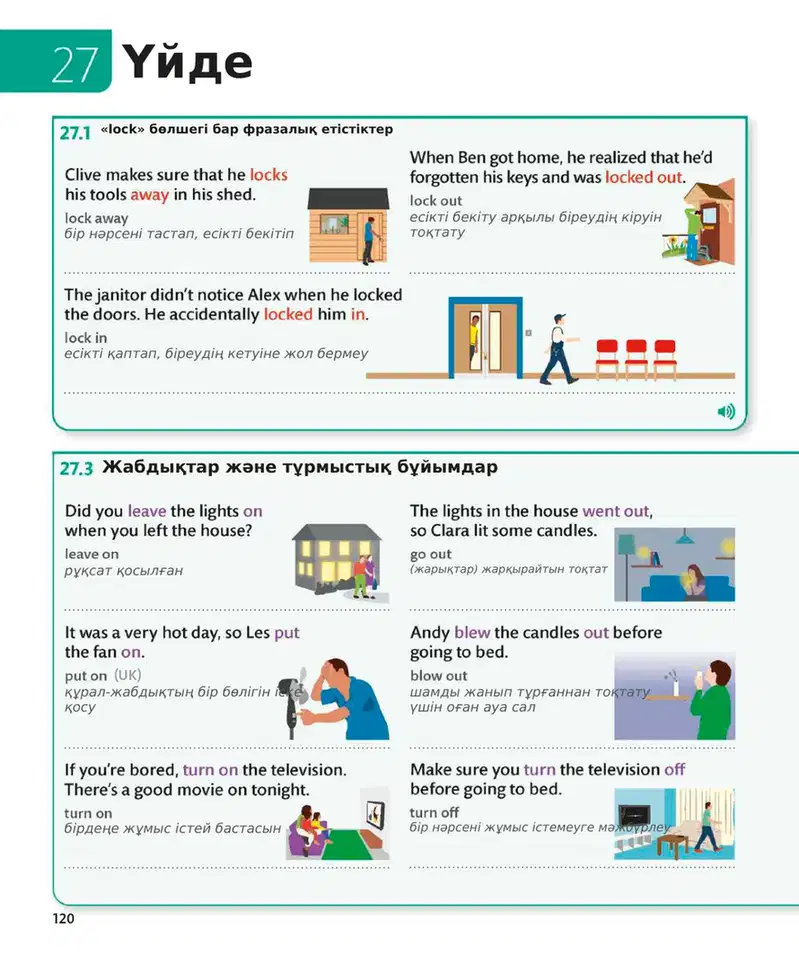 27 Үйде
27.1 «lock» бөлшегі бар фразалық етістіктер
Clive makes sure that he locks
his tools away in his shed.
lock away
бір нәрсені тастап, есікті бекітіп
When Ben got home, he realized that he'd
forgotten his keys and was locked out.
lock out
есікті бекіту арқылы біреудің кіруін
тоқтату
The janitor didn't notice Alex when he locked
the doors. He accidentally locked him in.
lock in
есікті қаптап, біреудің кетуіне жол бермеу
27.3 Жабдықтар және тұрмыстық бұйымдар
Did you leave the lights on
when you left the house?
leave on
рұқсат қосылған
The lights in the house went out,
so Clara lit some candles.
go out
(жарықтар) жарқырайтын тоқтат
It was a very hot day, so Les put
the fan on.
put on (UK)
құрал-жабдықтың бір бөлігін іске
қосу
Andy blew the candles out before
going to bed.
blow out
шамды жанып тұрғаннан тоқтату
үшін оған ауа сал
If you're bored, turn on the television.
There's a good movie on tonight.
turn on
бірдеңе жұмыс істей бастасын
Make sure you turn the television off
before going to bed.
turn off
бір нәрсені жұмыс істемеуге мәжбүрлеу
120